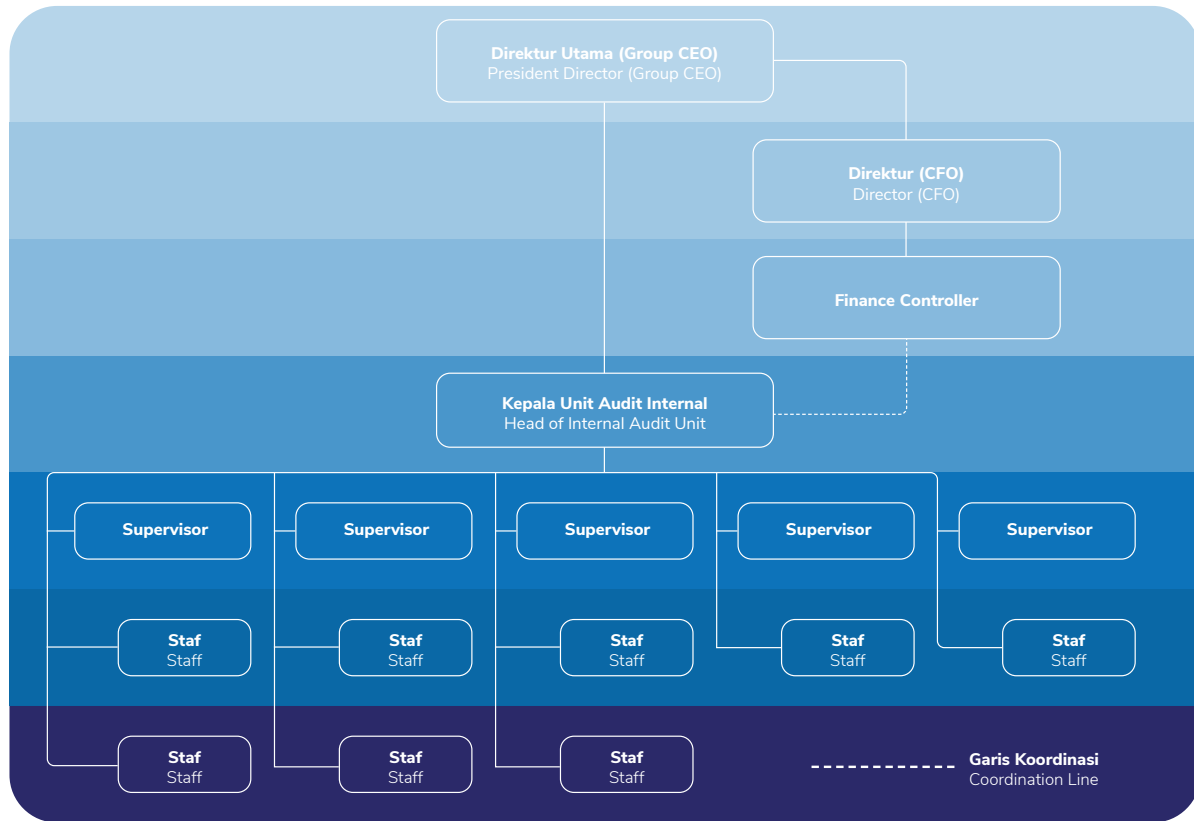 Direktur Utama (Group CEO)
President Director (Group CEO)
Direktur (CFO)
Director (CFO)
Finance Controller
Kepala Unit Audit Internal
Head of Internal Audit Unit
Supervisor
Supervisor
Supervisor
Supervisor
Supervisor
Staf
Staff
Staf
Staff
Staf
Staff
Staf
Staff
Staf
Staff
Staf
Staff
Staf
Staff
Staf
Staff
Garis Koordinasi
Coordination Line